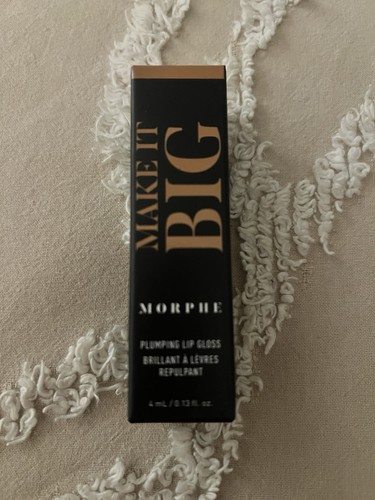 MAKE IT
BIG
MORPHE
PLUMPING LIP GLOSS
BRILLANT À LÈVRES
REPULPANT
4 mL / 0.13 fl. oz.